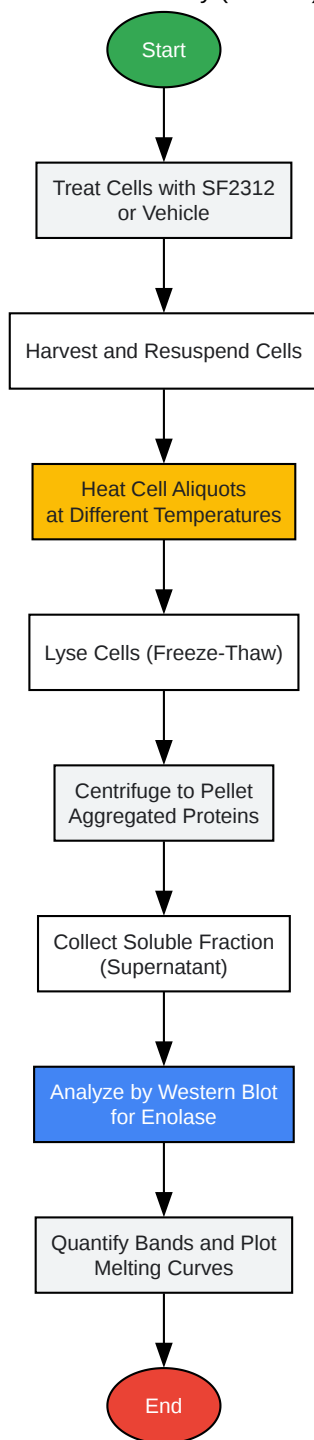 Start
Treat Cells with SF2312
or Vehicle
Harvest and Resuspend Cells
Heat Cell Aliquots
at Different Temperatures
Lyse Cells (Freeze-Thaw)
Centrifuge to Pellet
Aggregated Proteins
Collect Soluble Fraction
(Supernatant)
Analyze by Western Blot
for Enolase
Quantify Bands and Plot
Melting Curves
End